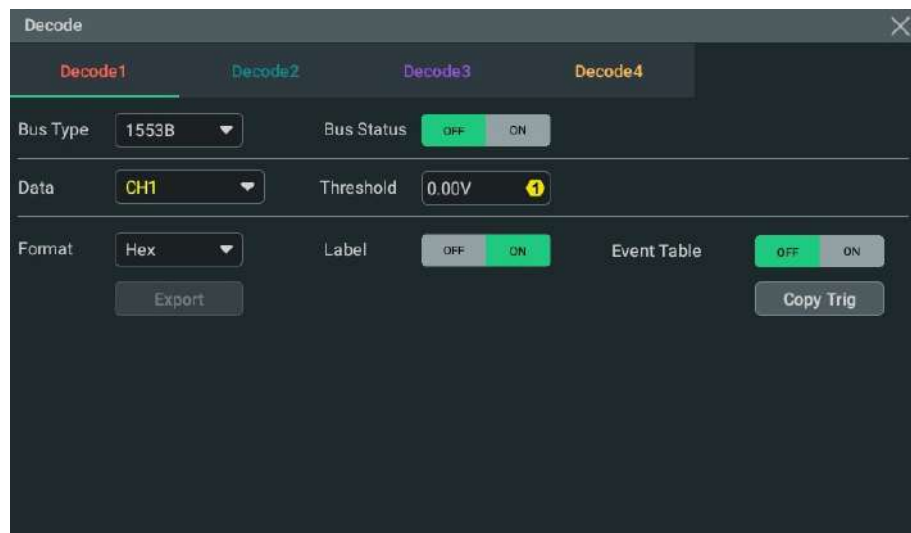 Decode
Decode1 Decode2 Decode3 Decode4
Bus Type 1553B Bus Status OFF ON
Data CH1 Threshold 0.00V 1
Format Hex Label OFF ON Event Table OFF ON
Export Copy Trig